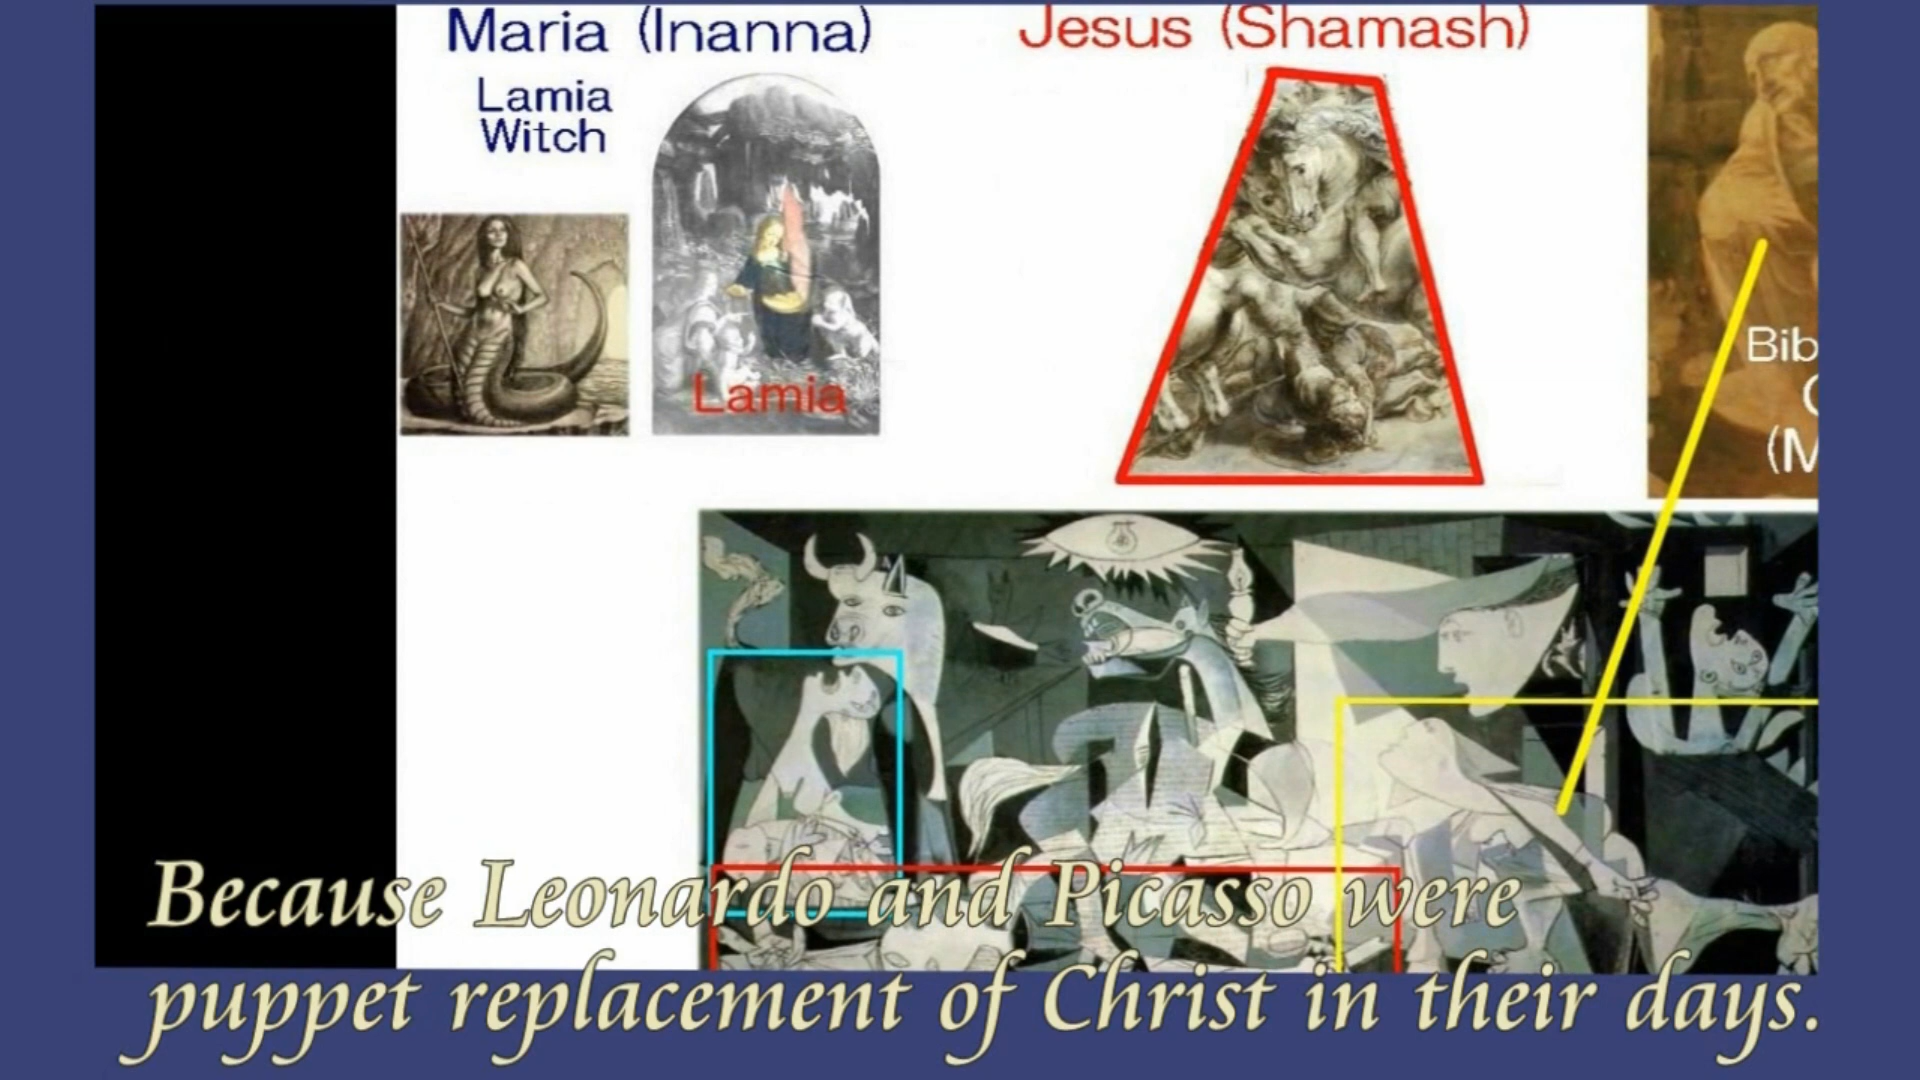 Maria (Inanna)
Jesus (Shamash)
Lamia
Witch
Lamia
Because Leonardo and Picasso were
puppet replacement of Christ in their days.